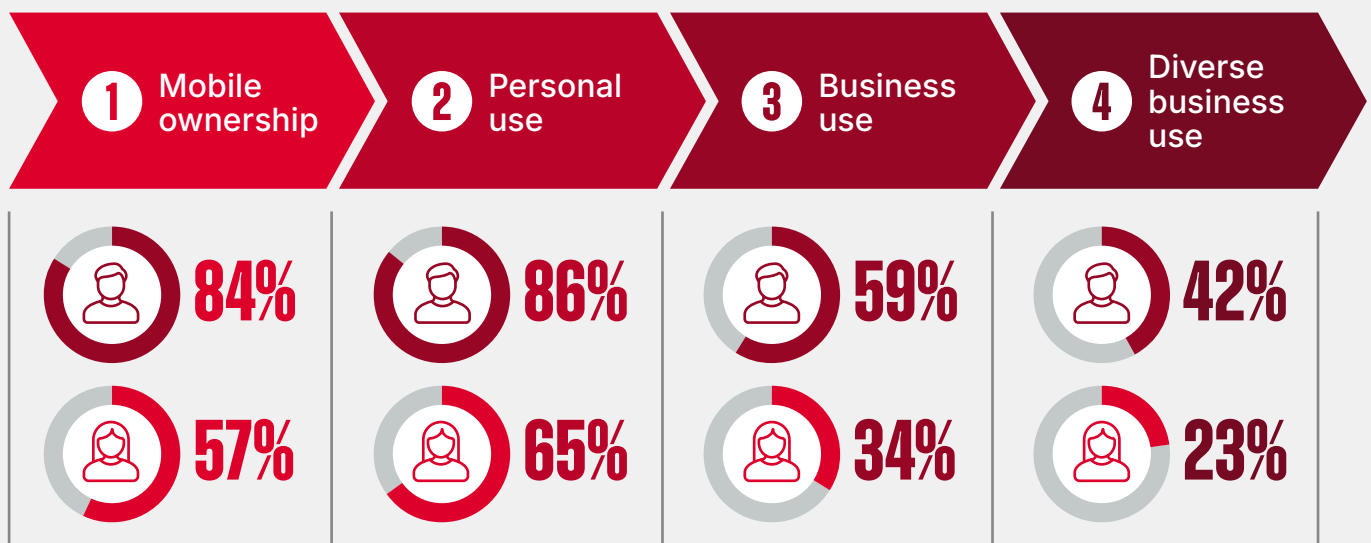 1 Mobile
ownership
2 Personal
use
3 Business
use
4 Diverse
business
use
84% 86% 59% 42%
57% 65% 34% 23%